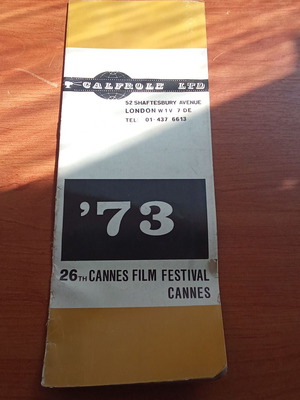 CALFROLE LTD
52 SHAFTESBURY AVENUE
LONDON W1V 7DE
TEL: 01-437 6613
'73
26TH CANNES FILM FESTIVAL
CANNES